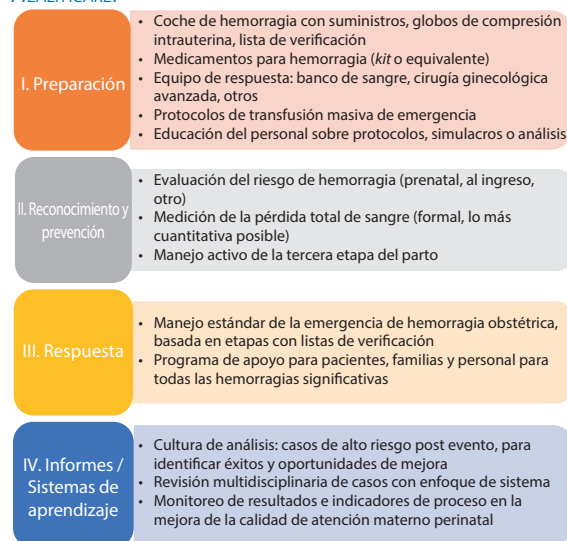 I. Preparación
• Coche de hemorragia con suministros, globos de compresión
intrauterina, lista de verificación
• Medicamentos para hemorragia (kit o equivalente)
• Equipo de respuesta: banco de sangre, cirugía ginecológica
avanzada, otros
• Protocolos de transfusión masiva de emergencia
• Educación del personal sobre protocolos, simulacros o análisis
II. Reconocimiento y
prevención
• Evaluación del riesgo de hemorragia (prenatal, al ingreso,
otro)
• Medición de la pérdida total de sangre (formal, lo más
cuantitativa posible)
• Manejo activo de la tercera etapa del parto
III. Respuesta
• Manejo estándar de la emergencia de hemorragia obstétrica,
basada en etapas con listas de verificación
• Programa de apoyo para pacientes, familias y personal para
todas las hemorragias significativas
IV. Informes /
Sistemas de
aprendizaje
• Cultura de análisis: casos de alto riesgo post evento, para
identificar éxitos y oportunidades de mejora
• Revisión multidisciplinaria de casos con enfoque de sistema
• Monitoreo de resultados e indicadores de proceso en la
mejora de la calidad de atención materno perinatal